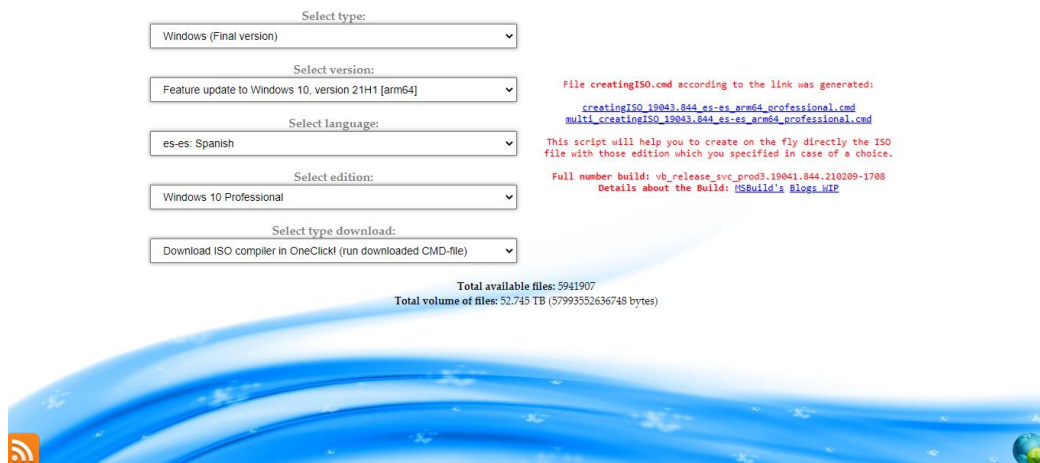 Select type:
Windows (Final version)
Select version:
Feature update to Windows 10, version 21H1 [arm64]
Select language:
es-es: Spanish
Select edition:
Windows 10 Professional
Select type download:
Download ISO compiler in OneClick! (run downloaded CMD-file)
File creatingISO.cmd according to the link was generated:
creatingISO_19043.844_es-es_arm64_professional.cmd
multi_creatingISO_19043.844_es-es_arm64_professional.cmd
This script will help you to create on the fly directly the ISO
file with those edition which you specified in case of a choice.
Full number build: vb_release_svc_prod3.19041.844.210209-1708
Details about the Build: MSBuild's Blogs WIP
Total available files: 5941907
Total volume of files: 52.745 TB (57993552636748 bytes)